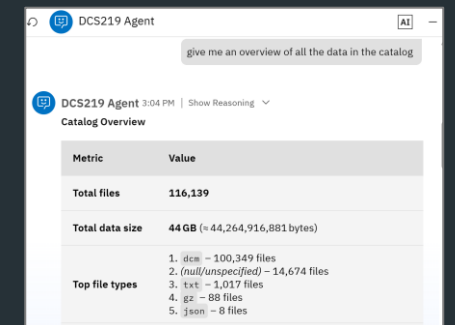 DCS219 Agent
AI
give me an overview of all the data in the catalog
DCS219 Agent 3:04 PM | Show Reasoning
Catalog Overview
Metric Value
Total files 116,139
Total data size 44 GB (≈ 44,264,916,881 bytes)
Top file types
1. dcm – 100,349 files
2. (null/unspecified) – 14,674 files
3. txt – 1,017 files
4. gz – 88 files
5. json – 8 files